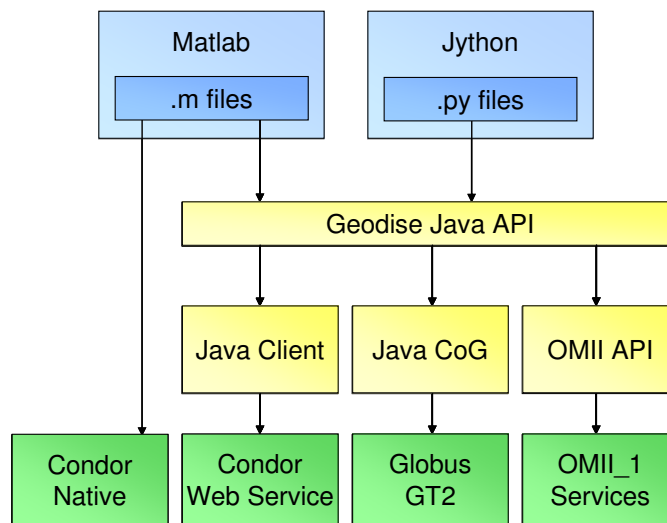 Matlab
Jython
.m files
.py files
Geodise Java API
Java Client
Java CoG
OMII API
Condor
Native
Condor
Web Service
Globus
GT2
OMII_1
Services